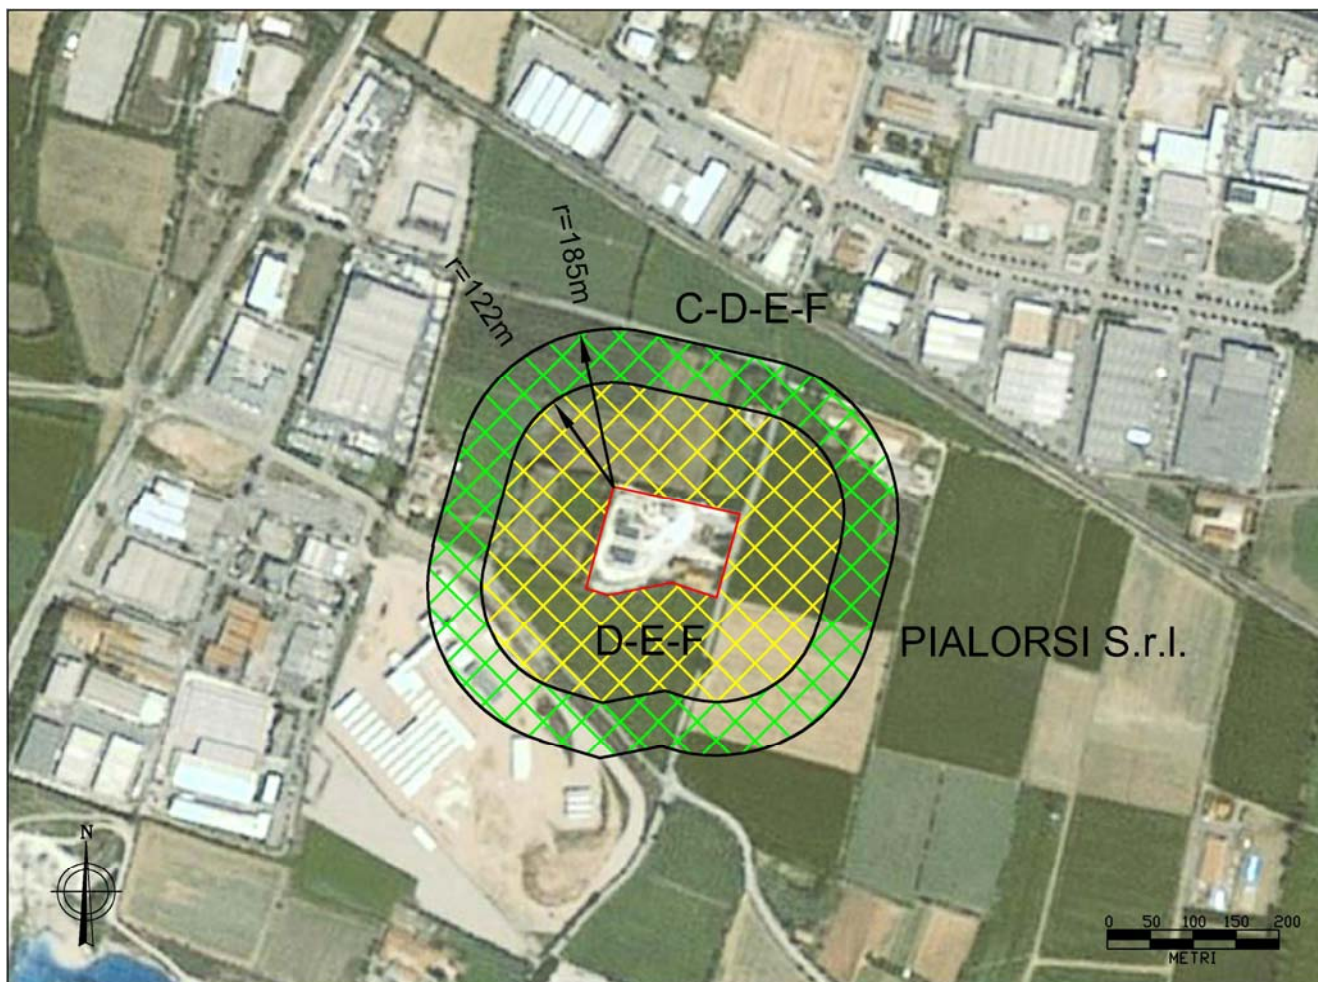 r=185m
r=122m
C-D-E-F
D-E-F
PIALORSI S.r.l.
N
0 50 100 150 200
METRI